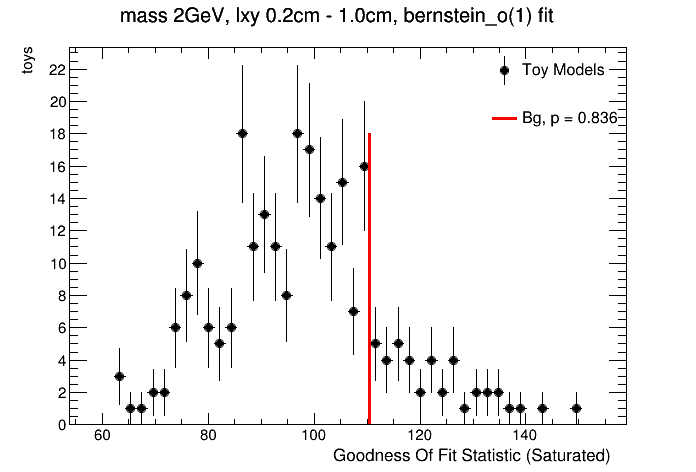 mass 2GeV, lxy 0.2cm - 1.0cm, bernstein_o(1) fit
toys
22
20
18
16
14
12
10
8
6
4
2
0
Toy Models
Bg, p = 0.836
60 80 100 120 140
Goodness Of Fit Statistic (Saturated)